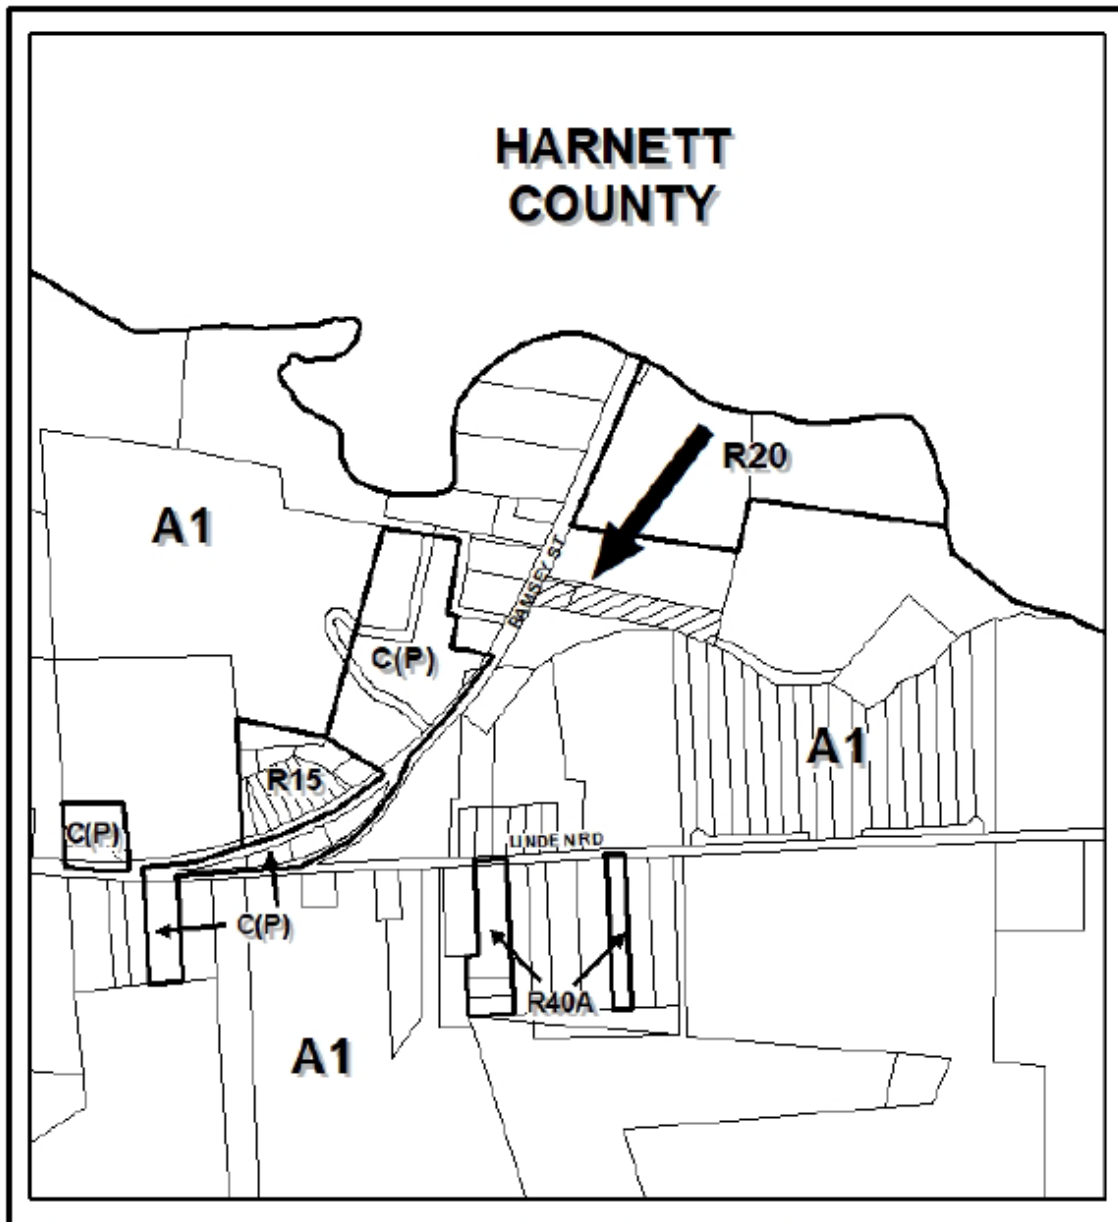 HARNETT
COUNTY
R20
A1
RAMSEY ST
C(P)
A1
R15
C(P)
LINDEN RD
C(P)
R40A
A1